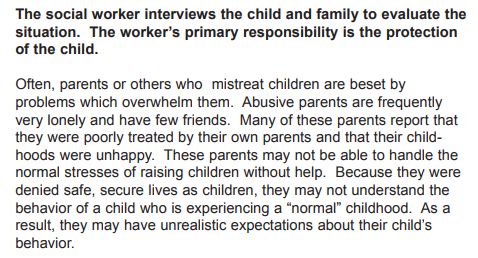 The social worker interviews the child and family to evaluate the
situation.  The worker's primary responsibility is the protection
of the child.
Often, parents or others who  mistreat children are beset by
problems which overwhelm them.  Abusive parents are frequently
very lonely and have few friends.  Many of these parents report that
they were poorly treated by their own parents and that their child-
hoods were unhappy.  These parents may not be able to handle the
normal stresses of raising children without help.  Because they were
denied safe, secure lives as children, they may not understand the
behavior of a child who is experiencing a “normal” childhood.  As a
result, they may have unrealistic expectations about their child's
behavior.